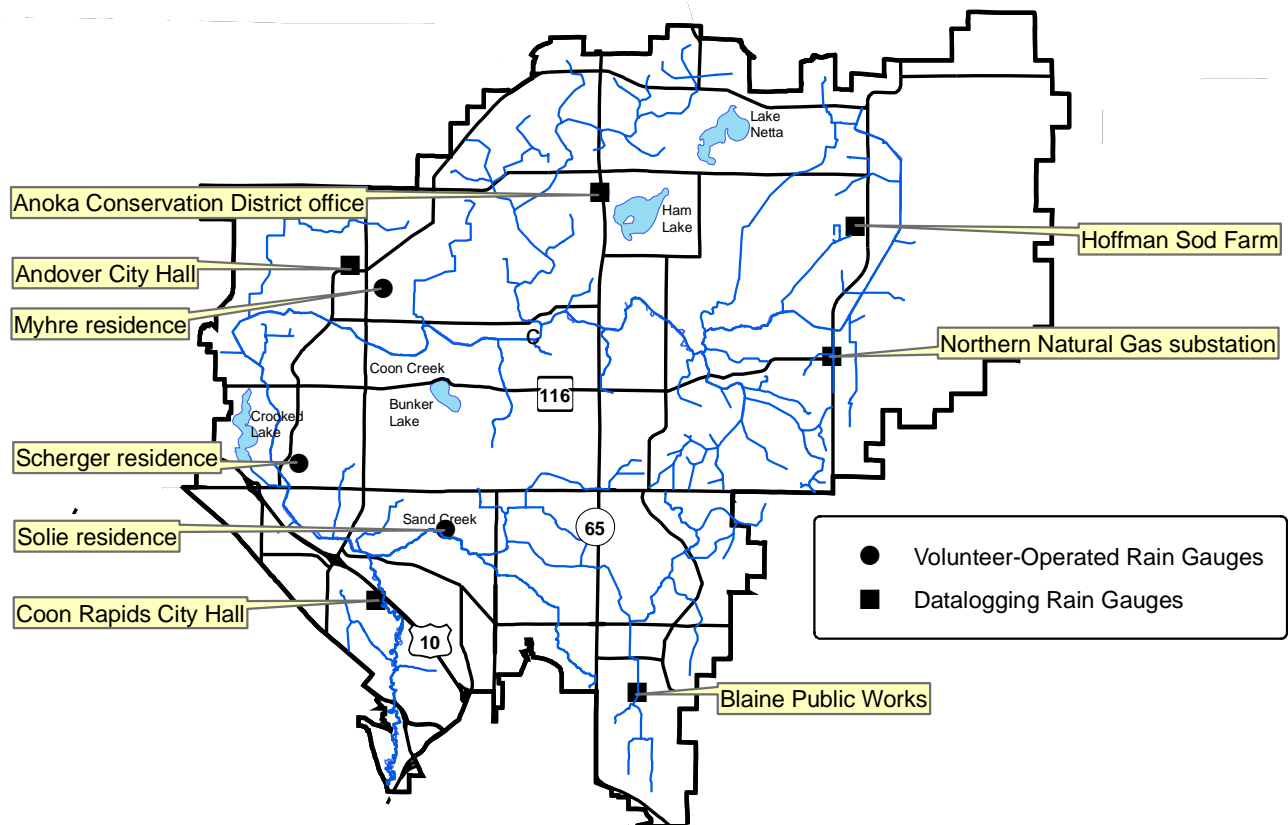 Lake
Netta
Anoka Conservation District office
Ham
Lake
Hoffman Sod Farm
Andover City Hall
Myhre residence
C
Northern Natural Gas substation
Coon Creek
116
Bunker
Lake
Crooked
Lake
Scherger residence
Sand Creek
65
Solie residence
Volunteer-Operated Rain Gauges
Datalogging Rain Gauges
Coon Rapids City Hall
10
Blaine Public Works